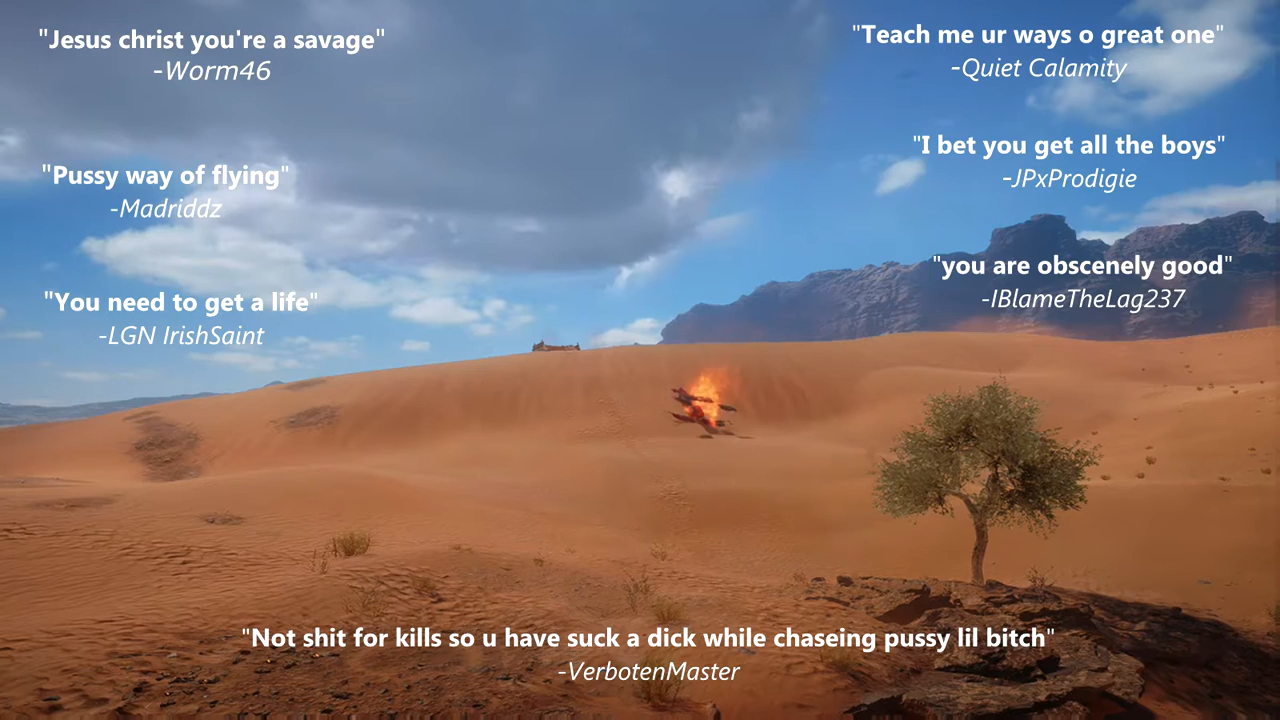 "Jesus christ you're a savage"
-Worm46
"Teach me ur ways o great one"
-Quiet Calamity
"Pussy way of flying"
-Madriddz
"I bet you get all the boys"
-JPxProdigie
"You need to get a life"
-LGN IrishSaint
"you are obscenely good"
-IBlameTheLag237
"Not shit for kills so u have suck a dick while chaseing pussy lil bitch"
-VerbotenMaster